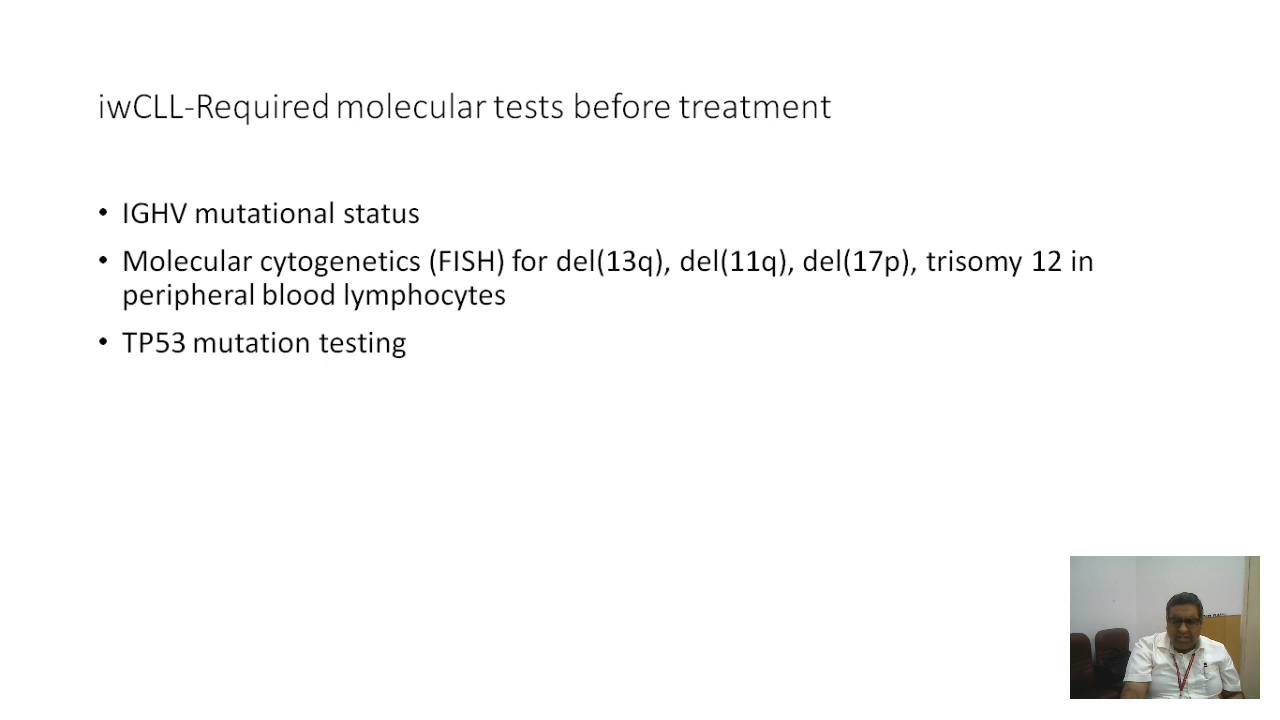 iwCLL-Required molecular tests before treatment
• IGHV mutational status
• Molecular cytogenetics (FISH) for del(13q), del(11q), del(17p), trisomy 12 in
peripheral blood lymphocytes
• TP53 mutation testing